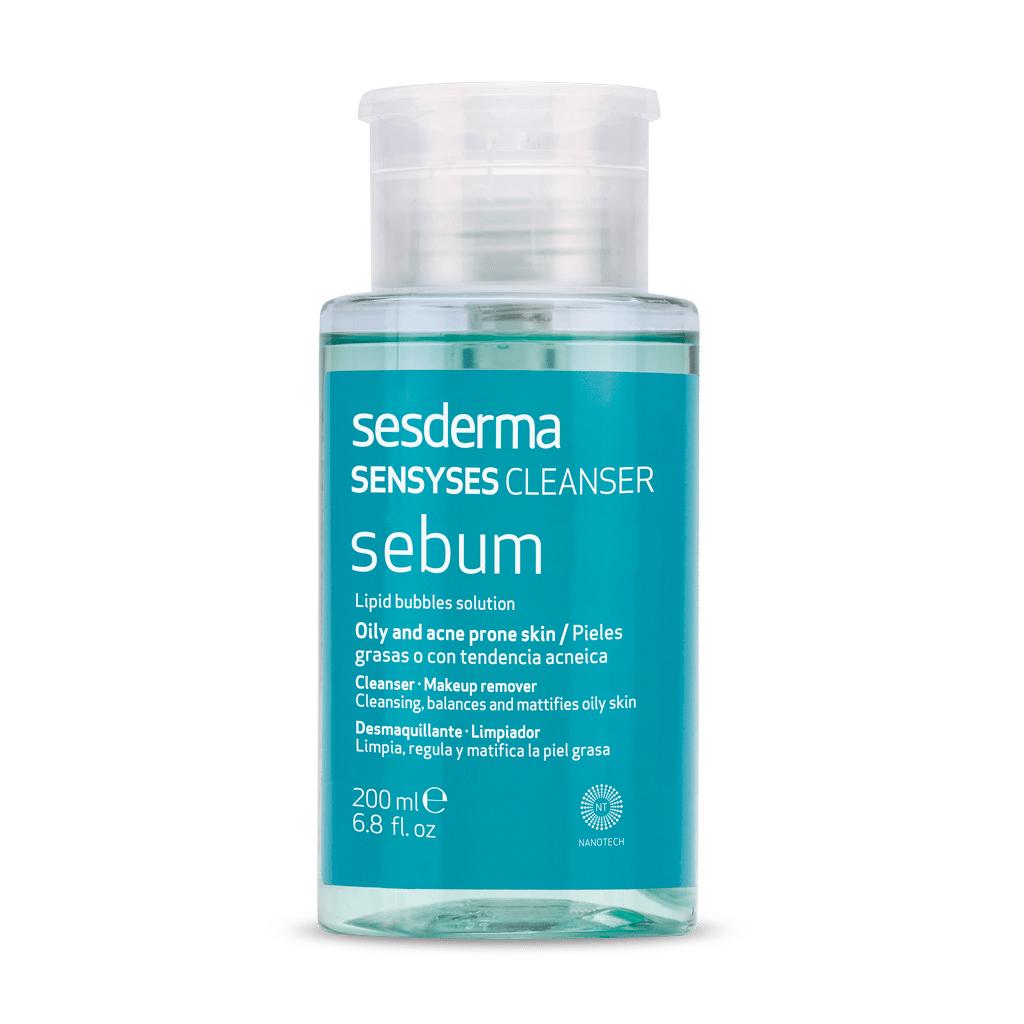 sesderma
SENSYSES CLEANSER
sebum
Lipid bubbles solution
Oily and acne prone skin / Pieles
grasas o con tendencia acneica
Cleanser · Makeup remover
Cleansing, balances and mattifies oily skin
Desmaquillante · Limpiador
Limpia, regula y matifica la piel grasa
200 ml ℮
6.8 fl. oz
NT
NANOTECH